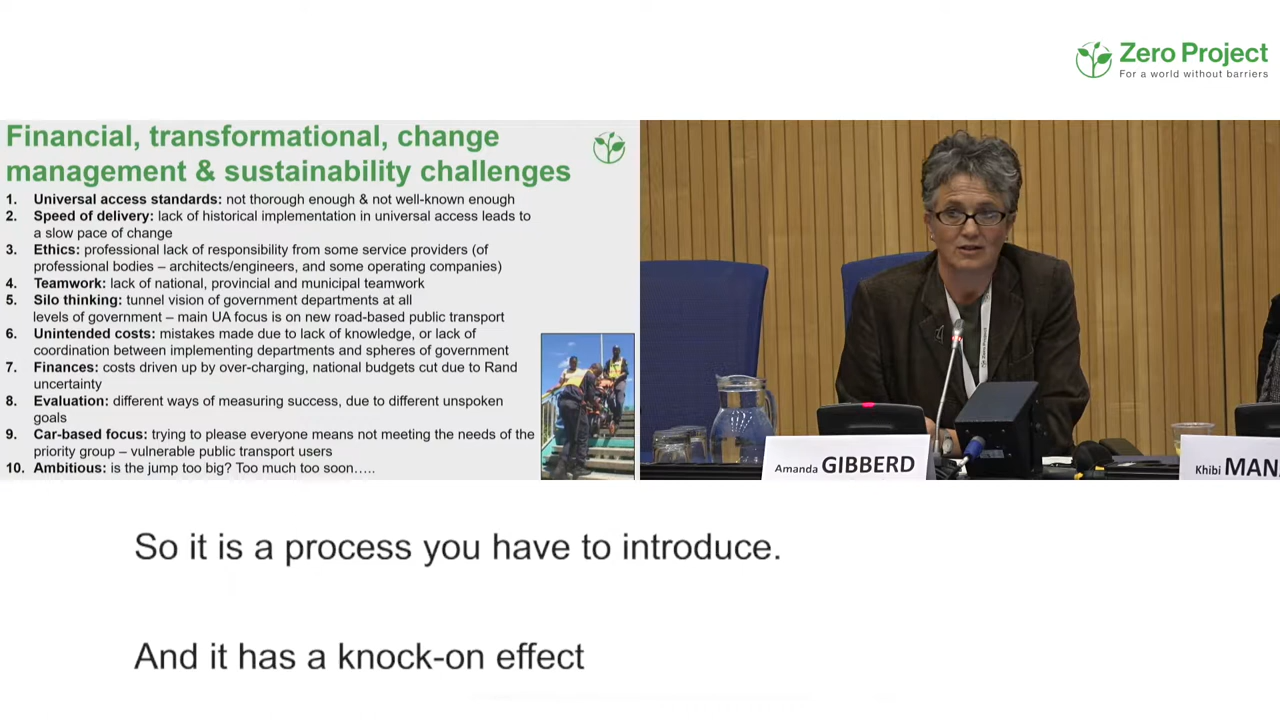 Zero Project
For a world without barriers
Financial, transformational, change
management & sustainability challenges
1. Universal access standards: not thorough enough & not well-known enough
2. Speed of delivery: lack of historical implementation in universal access leads to
a slow pace of change
3. Ethics: professional lack of responsibility from some service providers (of
professional bodies – architects/engineers, and some operating companies)
4. Teamwork: lack of national, provincial and municipal teamwork
5. Silo thinking: tunnel vision of government departments at all
levels of government – main UA focus is on new road-based public transport
6. Unintended costs: mistakes made due to lack of knowledge, or lack of
coordination between implementing departments and spheres of government
7. Finances: costs driven up by over-charging, national budgets cut due to Rand
uncertainty
8. Evaluation: different ways of measuring success, due to different unspoken
goals
9. Car-based focus: trying to please everyone means not meeting the needs of the
priority group – vulnerable public transport users
10. Ambitious: is the jump too big? Too much too soon…..
Amanda GIBBERD
Khibi MAN
So it is a process you have to introduce.
And it has a knock-on effect